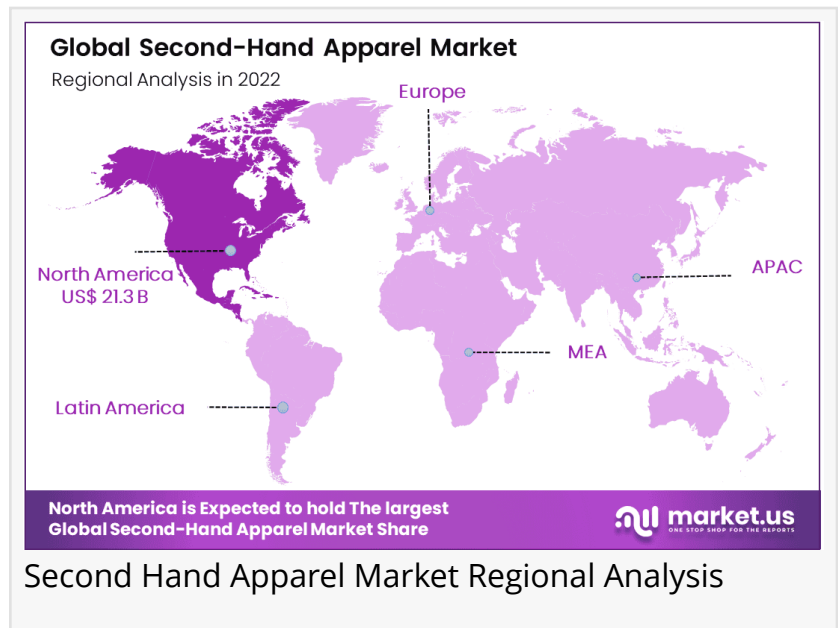 Global Second-Hand Apparel Market
Regional Analysis in 2022
Europe
North America
US$ 21.3 B
APAC
MEA
Latin America
North America is Expected to hold The largest
Global Second-Hand Apparel Market Share
market.us
ONE STOP SHOP FOR THE REPORTS
Second Hand Apparel Market Regional Analysis